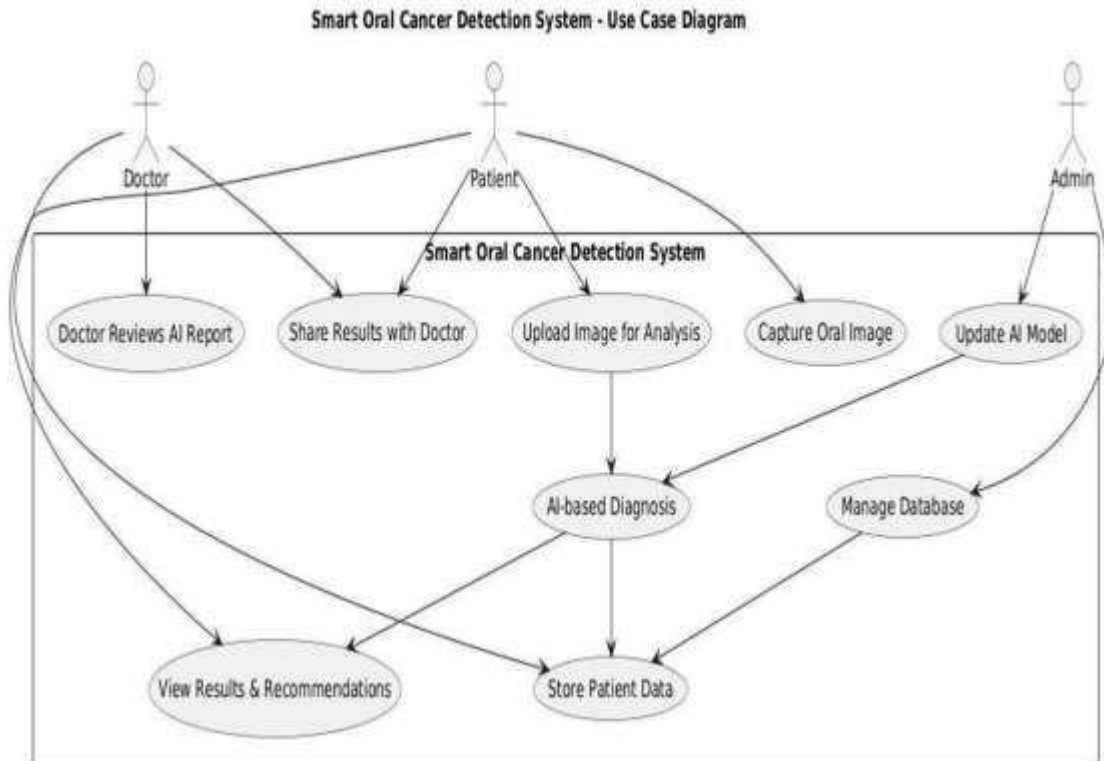 Smart Oral Cancer Detection System - Use Case Diagram
Doctor
Patient
Admin
Smart Oral Cancer Detection System
Doctor Reviews AI Report
Share Results with Doctor
Upload Image for Analysis
Capture Oral Image
Update AI Model
AI-based Diagnosis
Manage Database
View Results & Recommendations
Store Patient Data